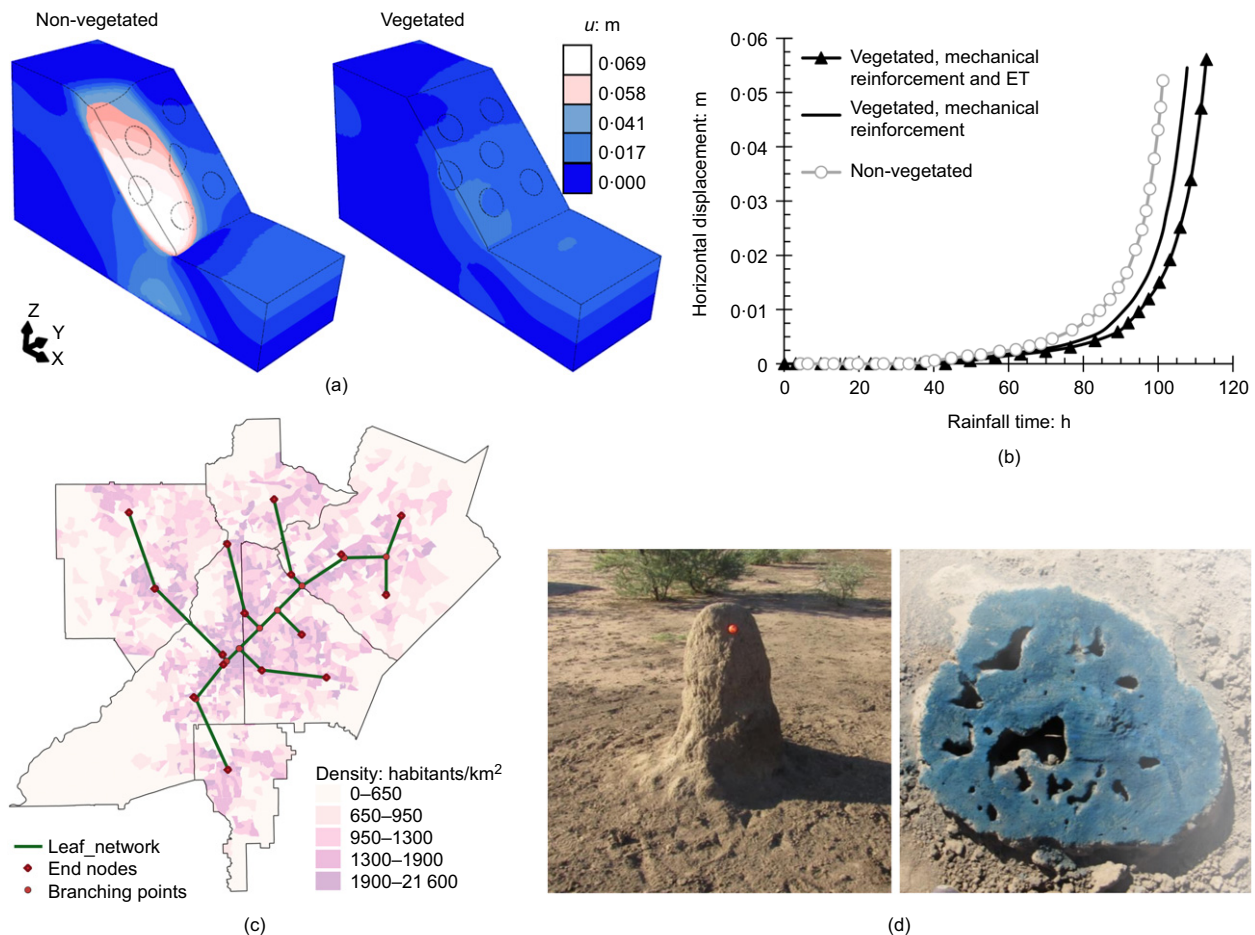 Non-vegetated
Vegetated
u: m
0·069
0·058
0·041
0·017
0·000
Z
Y
X
(a)
0·06
0·05
0·04
0·03
0·02
0·01
0
Horizontal displacement: m
Vegetated, mechanical
reinforcement and ET
Vegetated, mechanical
reinforcement
Non-vegetated
0 20 40 60 80 100 120
Rainfall time: h
(b)
Density: habitants/km²
0–650
650–950
950–1300
1300–1900
1900–21 600
Leaf_network
End nodes
Branching points
(c)
(d)